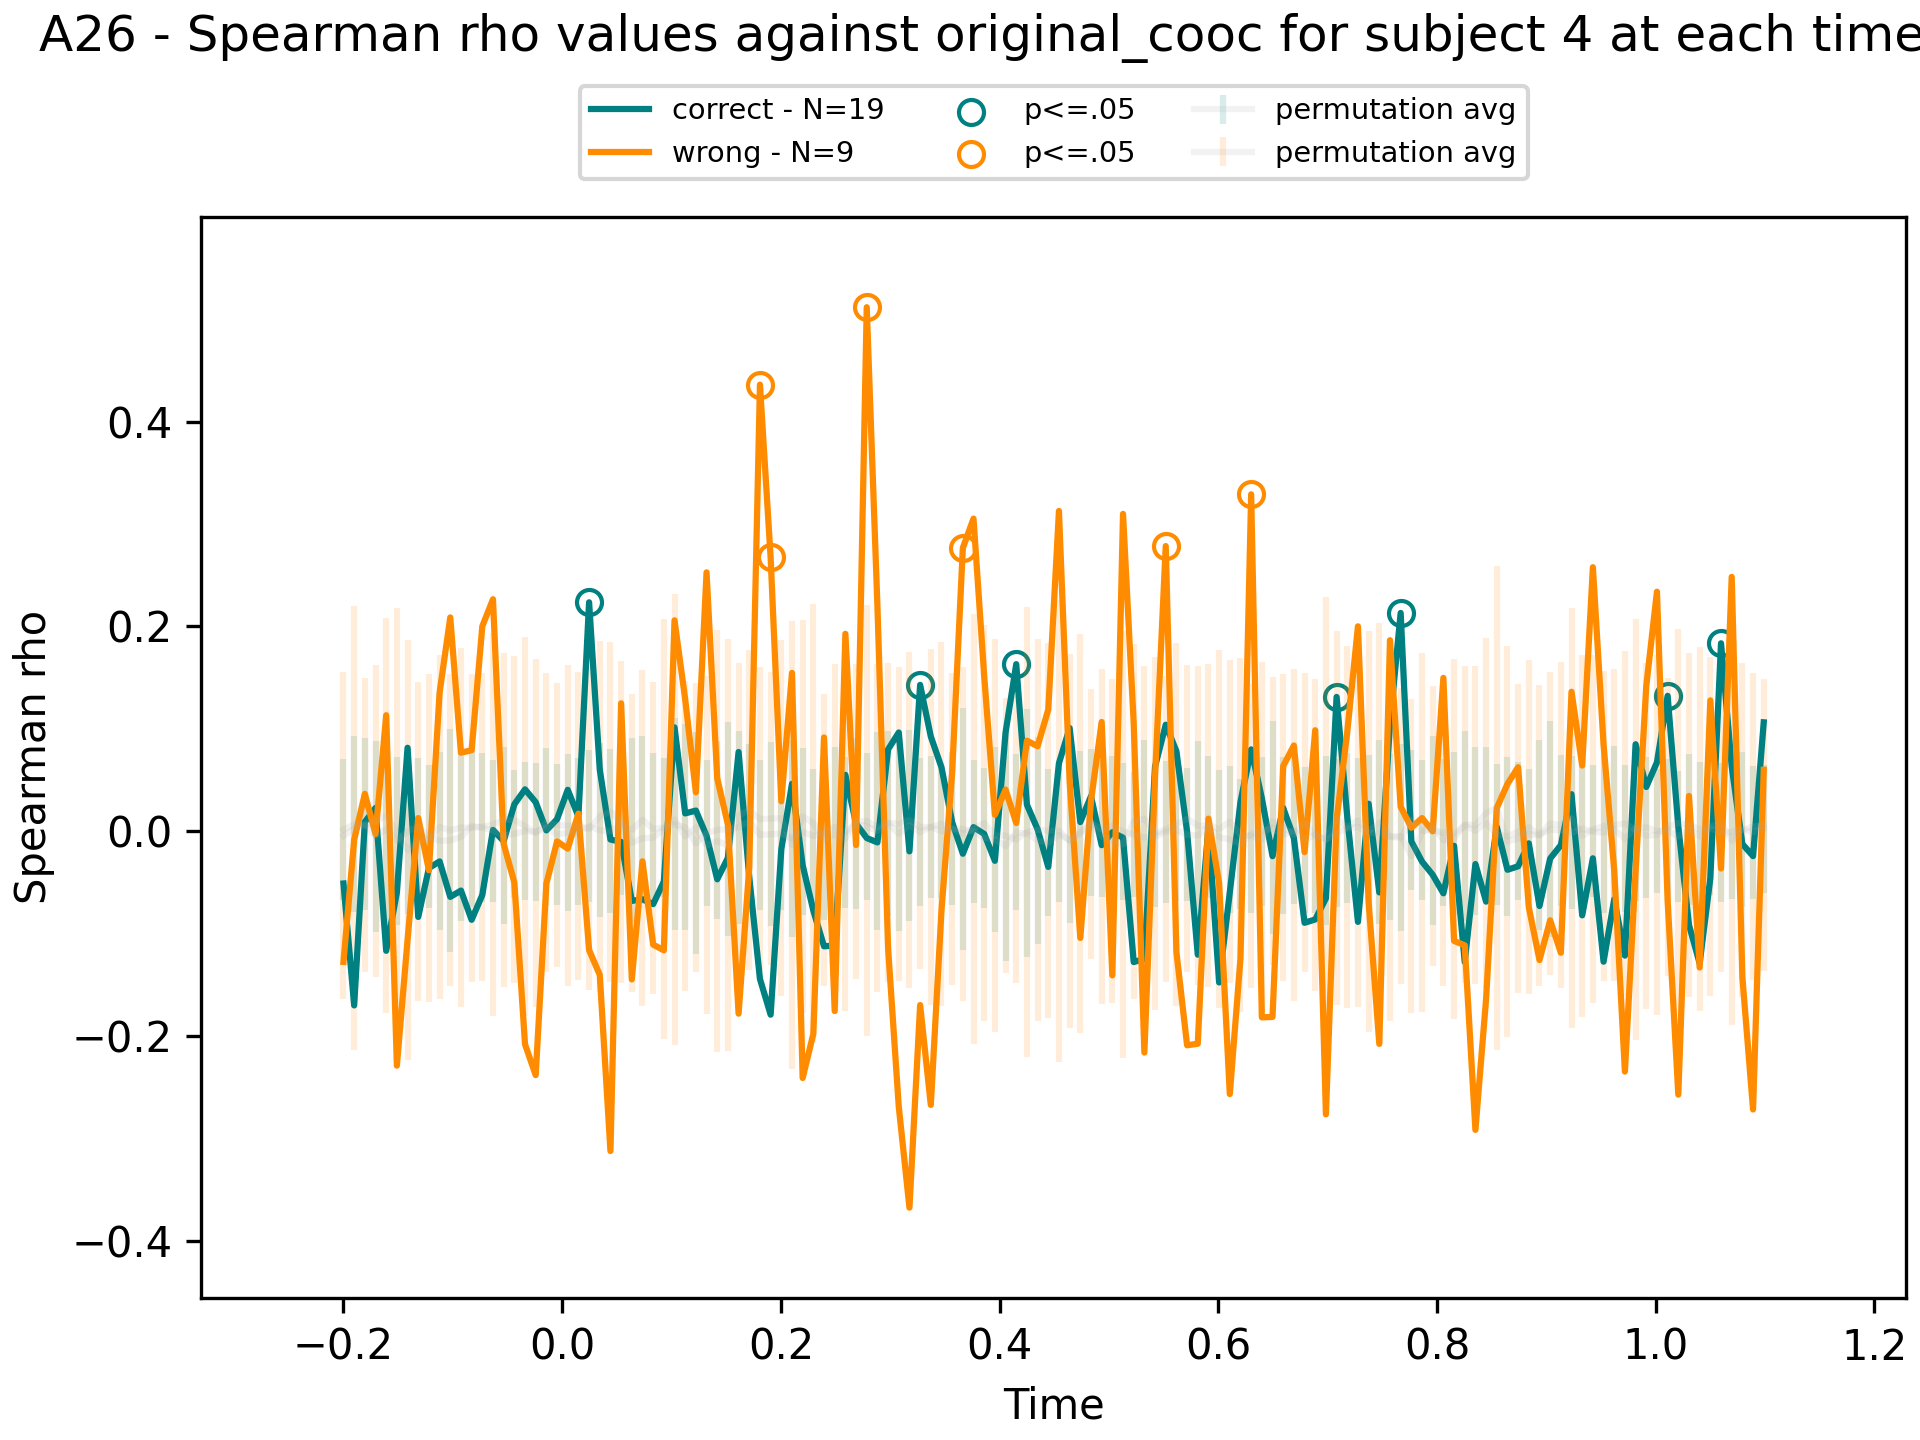 A26 - Spearman rho values against original_cooc for subject 4 at each time
correct - N=19
wrong - N=9
p<=.05
p<=.05
permutation avg
permutation avg
Spearman rho
0.4
0.2
0.0
−0.2
−0.4
−0.2
0.0
0.2
0.4
0.6
0.8
1.0
1.2
Time